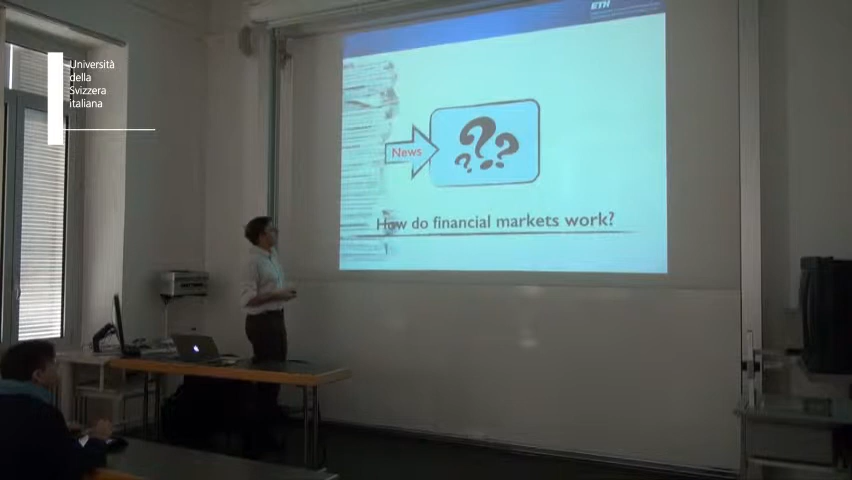 Università
della
Svizzera
italiana
ETH
News
???
How do financial markets work?